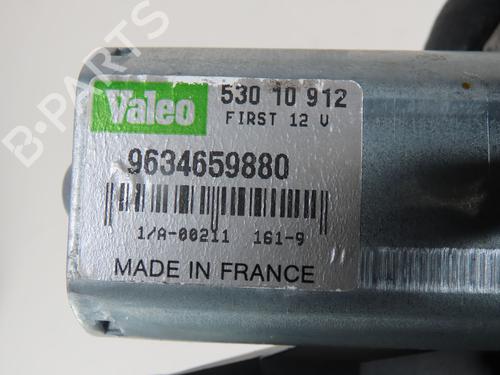 B-PARTS
Valeo 530 10 912
FIRST 12 V
9634659880
1/A-00211 161-9
MADE IN FRANCE